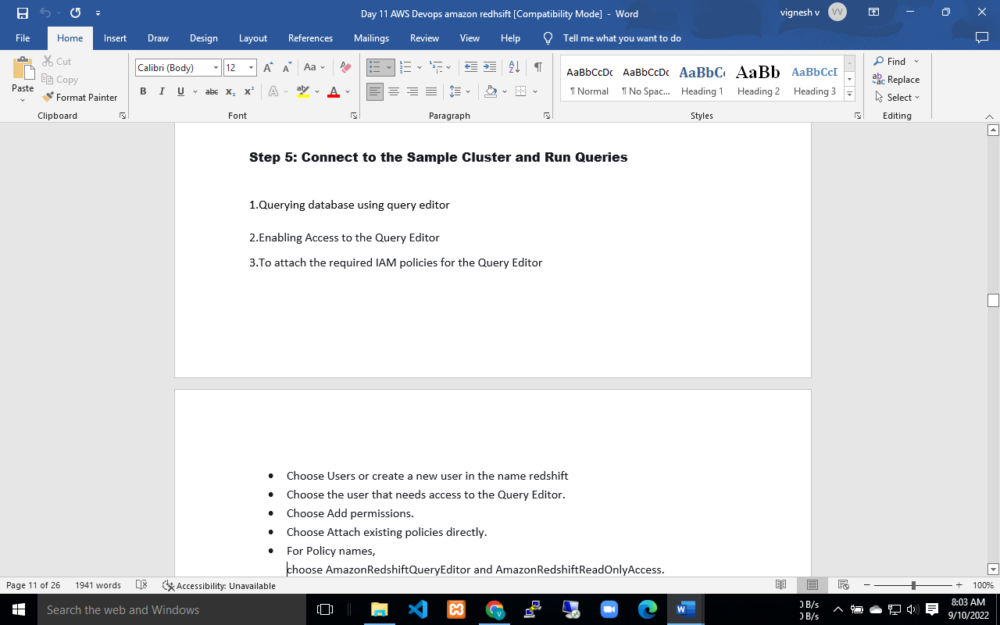 Day 11 AWS Devops amazon redhsift [Compatibility Mode] - Word
vignesh v
VV
File Home Insert Draw Design Layout References Mailings Review View Help Tell me what you want to do
Paste
Cut
Copy
Format Painter
Clipboard
Calibri (Body) 12
Font
Paragraph
AaBbCcDc AaBbCcDc AaBbCc AaBb AaBbCcI
¶ Normal ¶ No Spac... Heading 1 Heading 2 Heading 3
Styles
Find
Replace
Select
Editing
Step 5: Connect to the Sample Cluster and Run Queries
1.Querying database using query editor
2.Enabling Access to the Query Editor
3.To attach the required IAM policies for the Query Editor
• Choose Users or create a new user in the name redshift
• Choose the user that needs access to the Query Editor.
• Choose Add permissions.
• Choose Attach existing policies directly.
• For Policy names,
choose AmazonRedshiftQueryEditor and AmazonRedshiftReadOnlyAccess.
Page 11 of 26 1941 words Accessibility: Unavailable 100%
Search the web and Windows
0 B/s
0 B/s
8:03 AM
9/10/2022